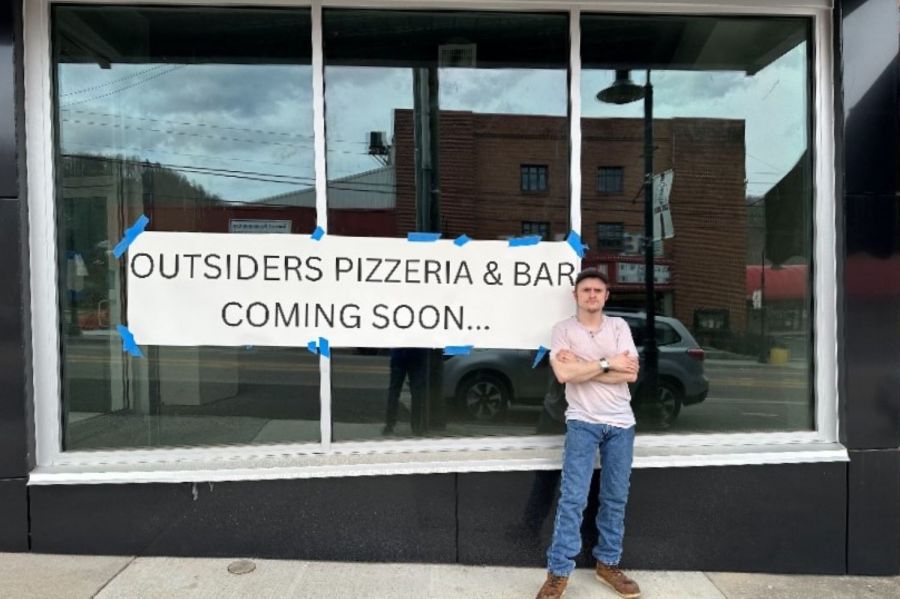 OUTSIDERS PIZZERIA & BAR
COMING SOON...